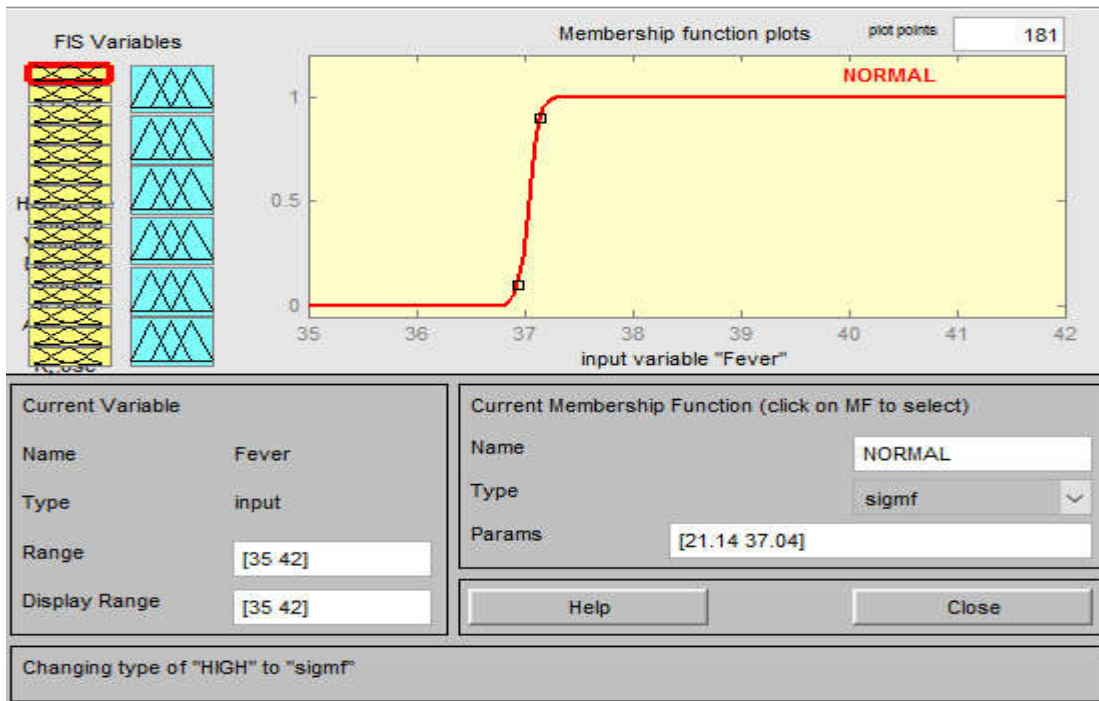 FIS Variables
Membership function plots
plot points:
181
NORMAL
1
0.5
0
35 36 37 38 39 40 41 42
input variable "Fever"
Current Variable
Name Fever
Type input
Range [35 42]
Display Range [35 42]
Current Membership Function (click on MF to select)
Name NORMAL
Type sigmf
Params [21.14 37.04]
Help
Close
Changing type of "HIGH" to "sigmf"